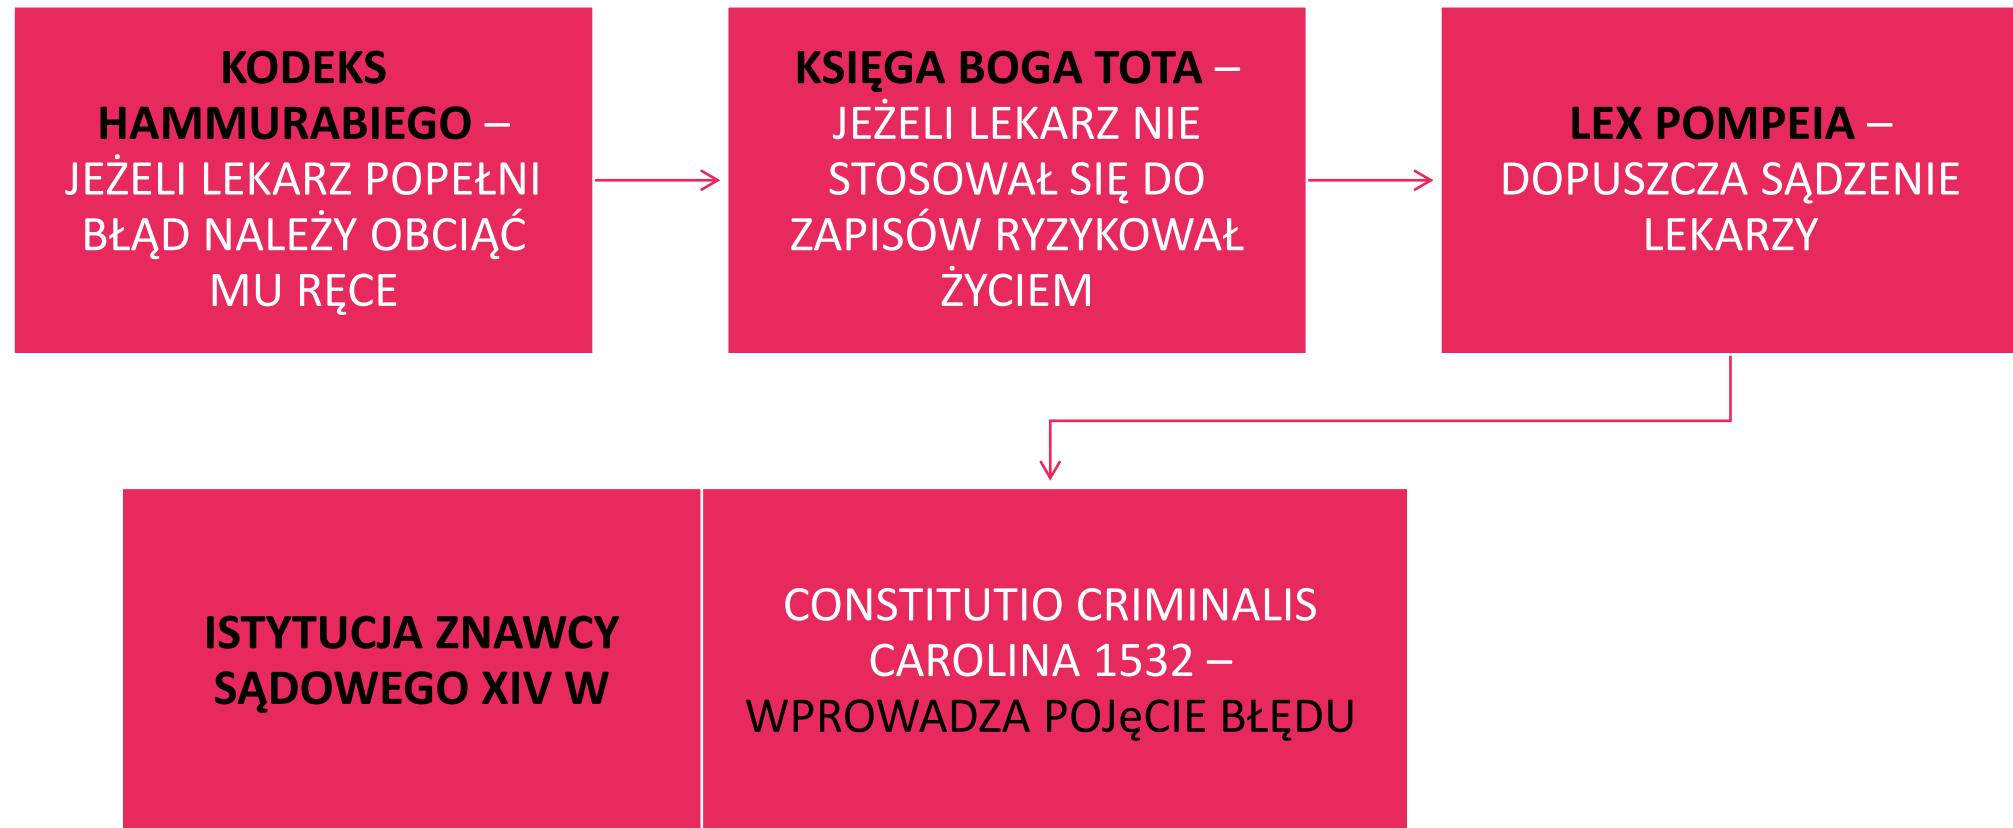 KODEKS
HAMMURABIEGO –
JEŻELI LEKARZ POPEŁNI
BŁĄD NALEŻY OBCIĄĆ
MU RĘCE
KSIĘGA BOGA TOTA –
JEŻELI LEKARZ NIE
STOSOWAŁ SIĘ DO
ZAPISÓW RYZYKOWAŁ
ŻYCIEM
LEX POMPEIA –
DOPUSZCZA SĄDZENIE
LEKARZY
ISTYTUCJA ZNAWCY
SĄDOWEGO XIV W
CONSTITUTIO CRIMINALIS
CAROLINA 1532 –
WPROWADZA POJęCIE BŁĘDU